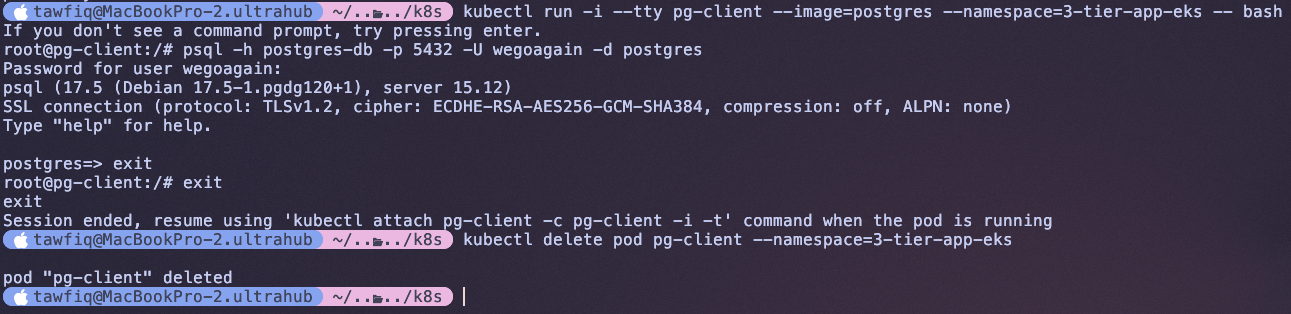 tawfiq@MacBookPro-2.ultrahub ~/../../k8s kubectl run -i --tty pg-client --image=postgres --namespace=3-tier-app-eks -- bash
If you don't see a command prompt, try pressing enter.
root@pg-client:/# psql -h postgres-db -p 5432 -U wegoagain -d postgres
Password for user wegoagain:
psql (17.5 (Debian 17.5-1.pgdg120+1), server 15.12)
SSL connection (protocol: TLSv1.2, cipher: ECDHE-RSA-AES256-GCM-SHA384, compression: off, ALPN: none)
Type "help" for help.
postgres=> exit
root@pg-client:/# exit
exit
Session ended, resume using 'kubectl attach pg-client -c pg-client -i -t' command when the pod is running
tawfiq@MacBookPro-2.ultrahub ~/../../k8s kubectl delete pod pg-client --namespace=3-tier-app-eks
pod "pg-client" deleted
tawfiq@MacBookPro-2.ultrahub ~/../../k8s